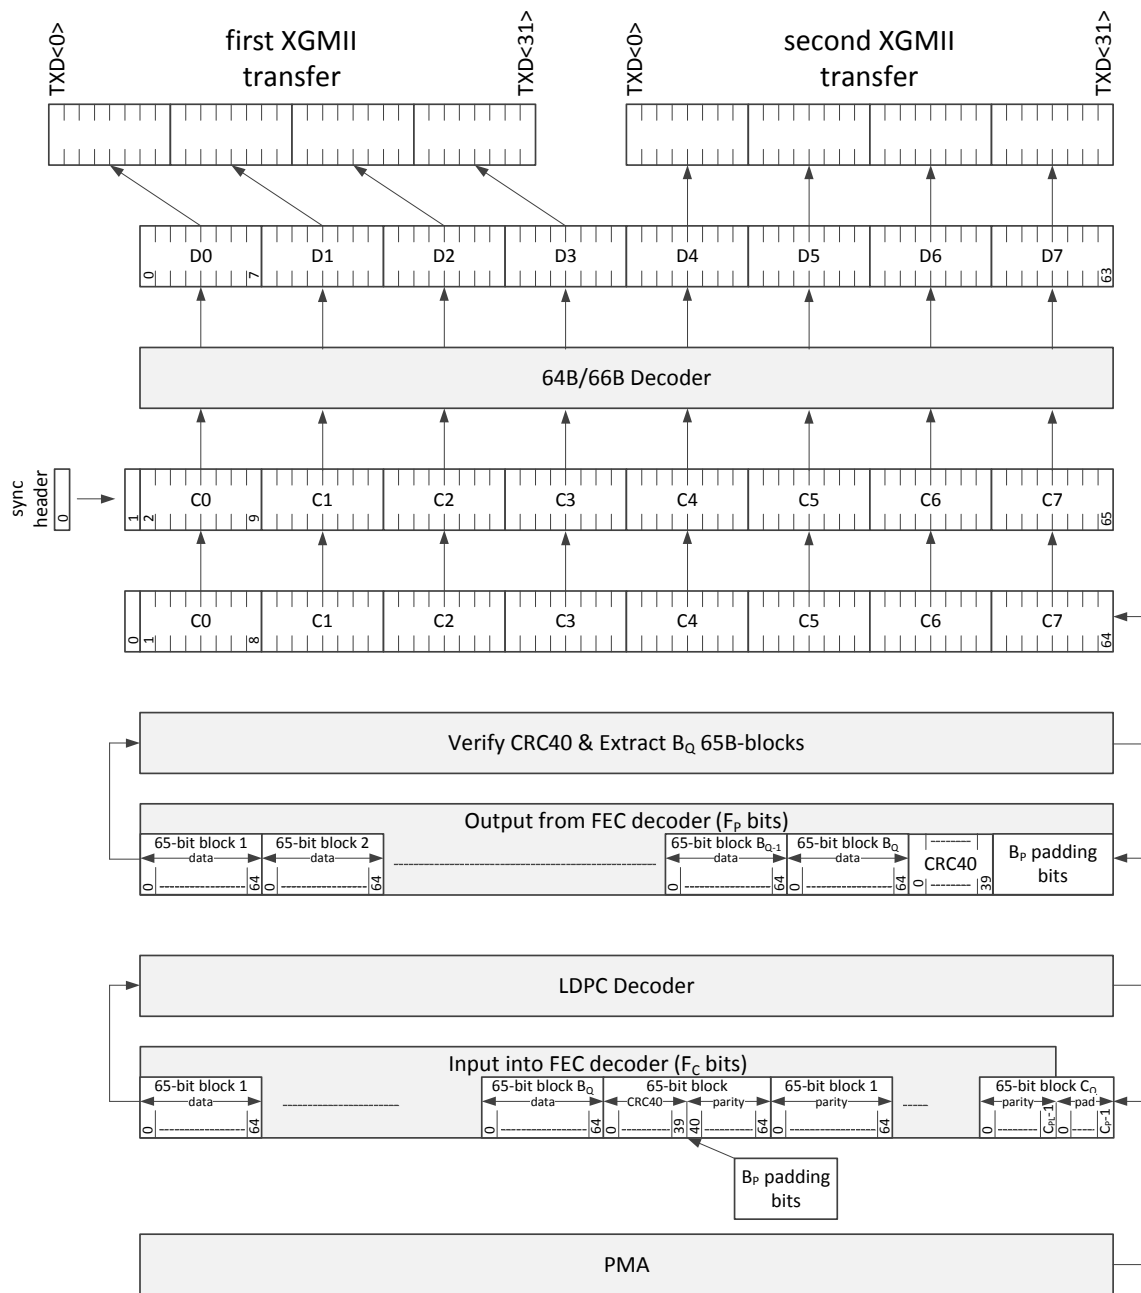 TXD<0>
first XGMII
transfer
TXD<31>
TXD<0>
second XGMII
transfer
TXD<31>
D0 D1 D2 D3 D4 D5 D6 D7
0 7 63
64B/66B Decoder
sync
header
0
C0 C1 C2 C3 C4 C5 C6 C7
1 2 9 65
C0 C1 C2 C3 C4 C5 C6 C7
0 1 8 64
Verify CRC40 & Extract BQ 65B-blocks
Output from FEC decoder (FP bits)
65-bit block 1 65-bit block 2 65-bit block BQ-1 65-bit block BQ
data data data data
CRC40
BP padding
bits
0 64 0 64 0 64 0 64 0 39
LDPC Decoder
Input into FEC decoder (FC bits)
65-bit block 1 65-bit block BQ 65-bit block 65-bit block 1 65-bit block CQ
data data CRC40 parity parity parity pad
0 64 0 64 0 39 40 64 0 64 0 CPL-1 0 CP-1
BP padding
bits
PMA